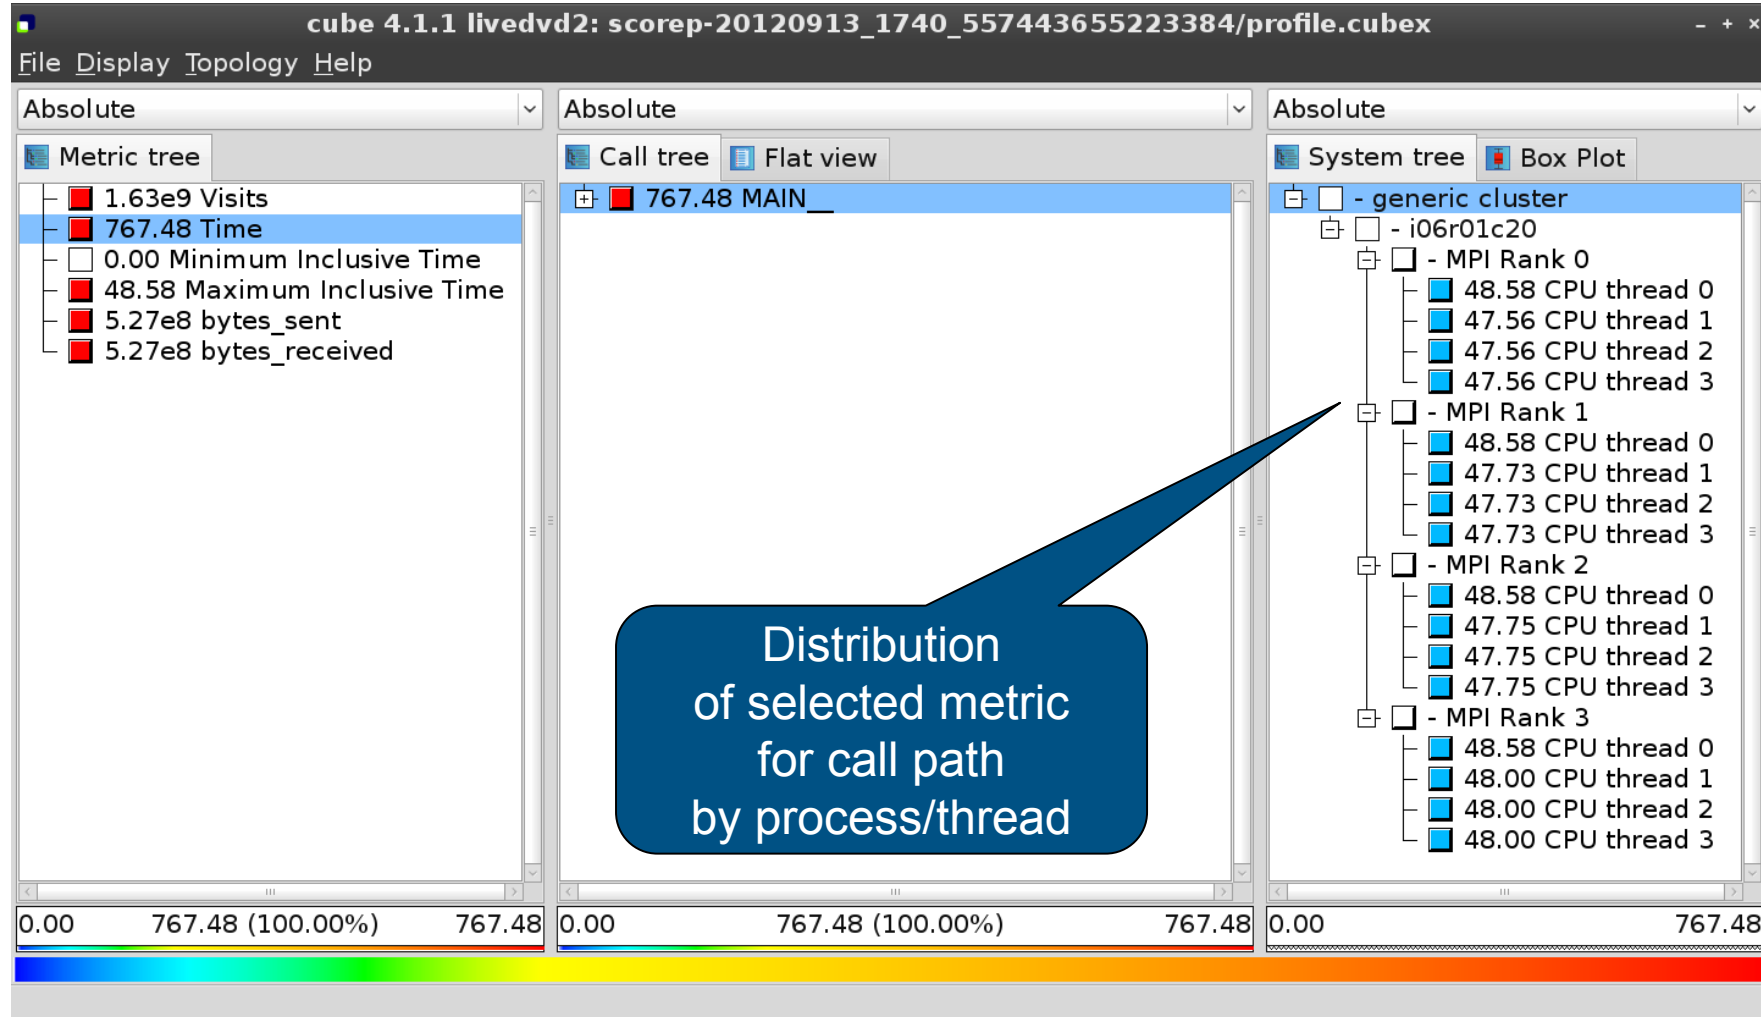 cube 4.1.1 livedvd2: scorep-20120913_1740_557443655223384/profile.cubex
File Display Topology Help
Absolute
Metric tree
1.63e9 Visits
767.48 Time
0.00 Minimum Inclusive Time
48.58 Maximum Inclusive Time
5.27e8 bytes_sent
5.27e8 bytes_received
0.00 767.48 (100.00%) 767.48
Absolute
Call tree Flat view
767.48 MAIN__
Distribution
of selected metric
for call path
by process/thread
0.00 767.48 (100.00%) 767.48
Absolute
System tree Box Plot
- generic cluster
- i06r01c20
- MPI Rank 0
48.58 CPU thread 0
47.56 CPU thread 1
47.56 CPU thread 2
47.56 CPU thread 3
- MPI Rank 1
48.58 CPU thread 0
47.73 CPU thread 1
47.73 CPU thread 2
47.73 CPU thread 3
- MPI Rank 2
48.58 CPU thread 0
47.75 CPU thread 1
47.75 CPU thread 2
47.75 CPU thread 3
- MPI Rank 3
48.58 CPU thread 0
48.00 CPU thread 1
48.00 CPU thread 2
48.00 CPU thread 3
0.00 767.48